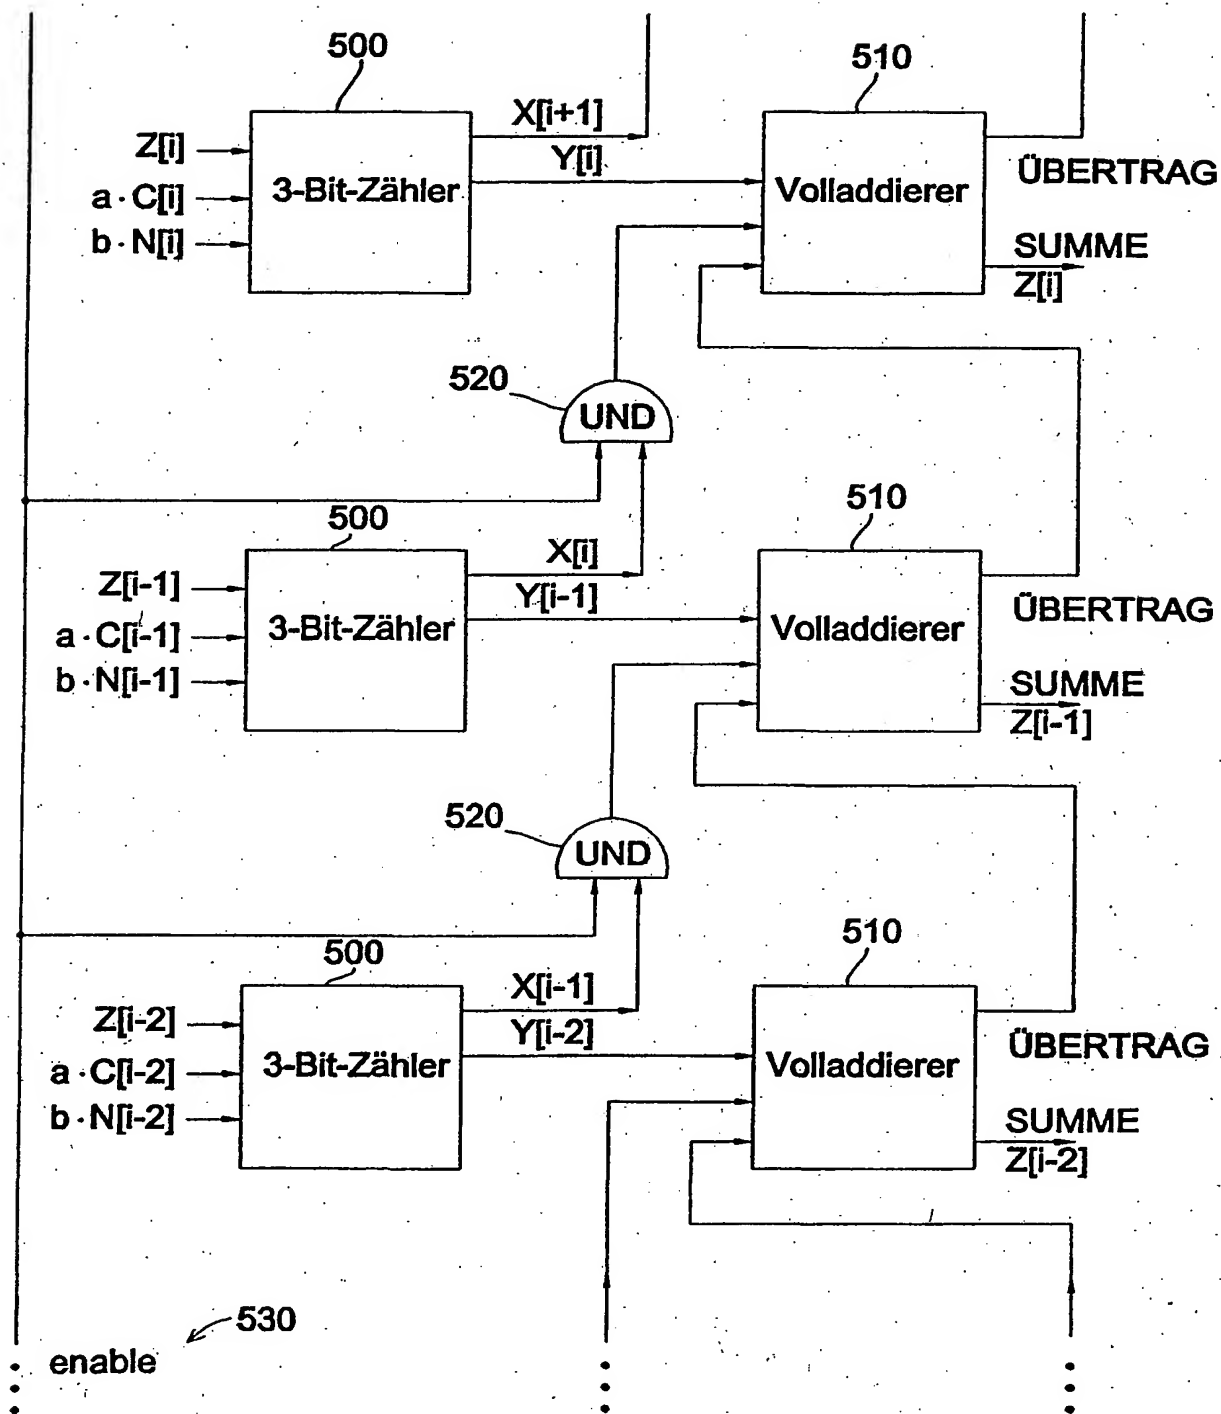 500
510
X[i+1]
Z[i]
Y[i]
a·C[i]
3-Bit-Zähler
Volladdierer
ÜBERTRAG
b·N[i]
SUMME
Z[i]
520
UND
500
510
X[i]
Z[i-1]
Y[i-1]
a·C[i-1]
3-Bit-Zähler
Volladdierer
ÜBERTRAG
b·N[i-1]
SUMME
Z[i-1]
520
UND
500
510
X[i-1]
Z[i-2]
Y[i-2]
a·C[i-2]
3-Bit-Zähler
Volladdierer
ÜBERTRAG
b·N[i-2]
SUMME
Z[i-2]
530
enable